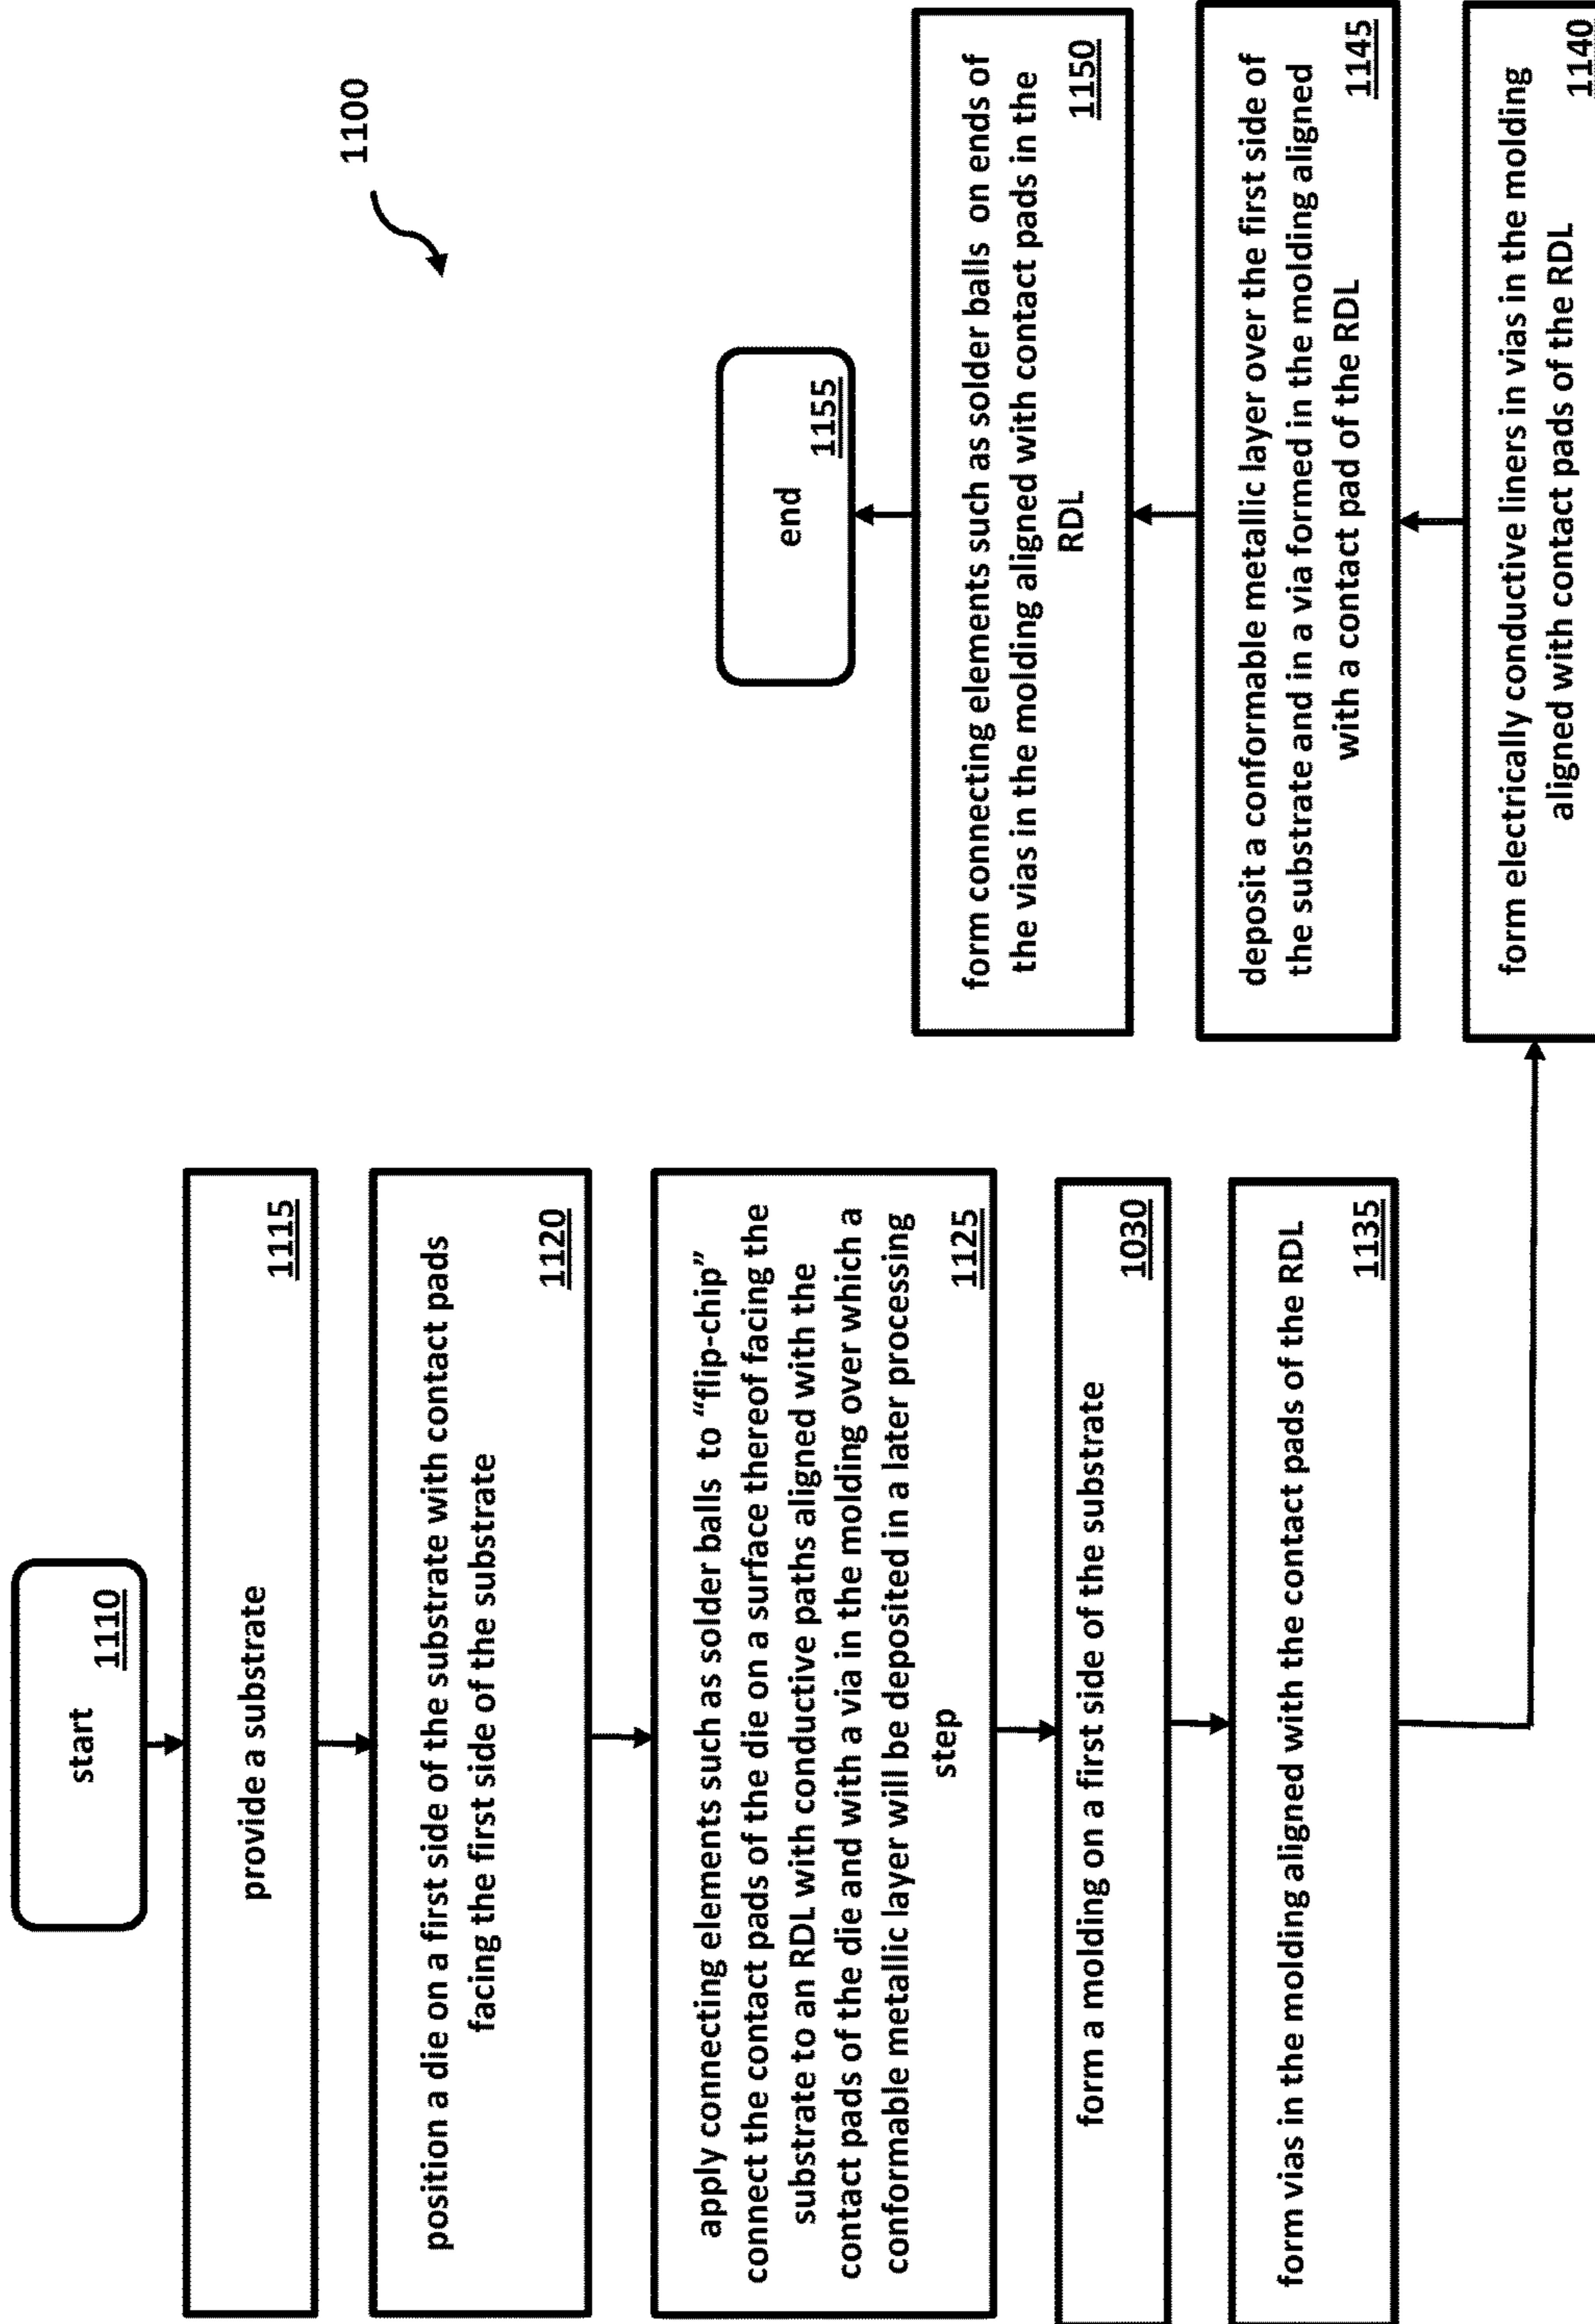 1100
start
1110
provide a substrate
1115
position a die on a first side of the substrate with contact pads
facing the first side of the substrate
1120
apply connecting elements such as solder balls to “flip-chip”
connect the contact pads of the die on a surface thereof facing the
substrate to an RDL with conductive paths aligned with the
contact pads of the die and with a via in the molding over which a
conformable metallic layer will be deposited in a later processing
step
1125
form a molding on a first side of the substrate
1030
form vias in the molding aligned with the contact pads of the RDL
1135
form electrically conductive liners in vias in the molding
aligned with contact pads of the RDL
1140
deposit a conformable metallic layer over the first side of
the substrate and in a via formed in the molding aligned
with a contact pad of the RDL
1145
form connecting elements such as solder balls on ends of
the vias in the molding aligned with contact pads in the
RDL
1150
end
1155